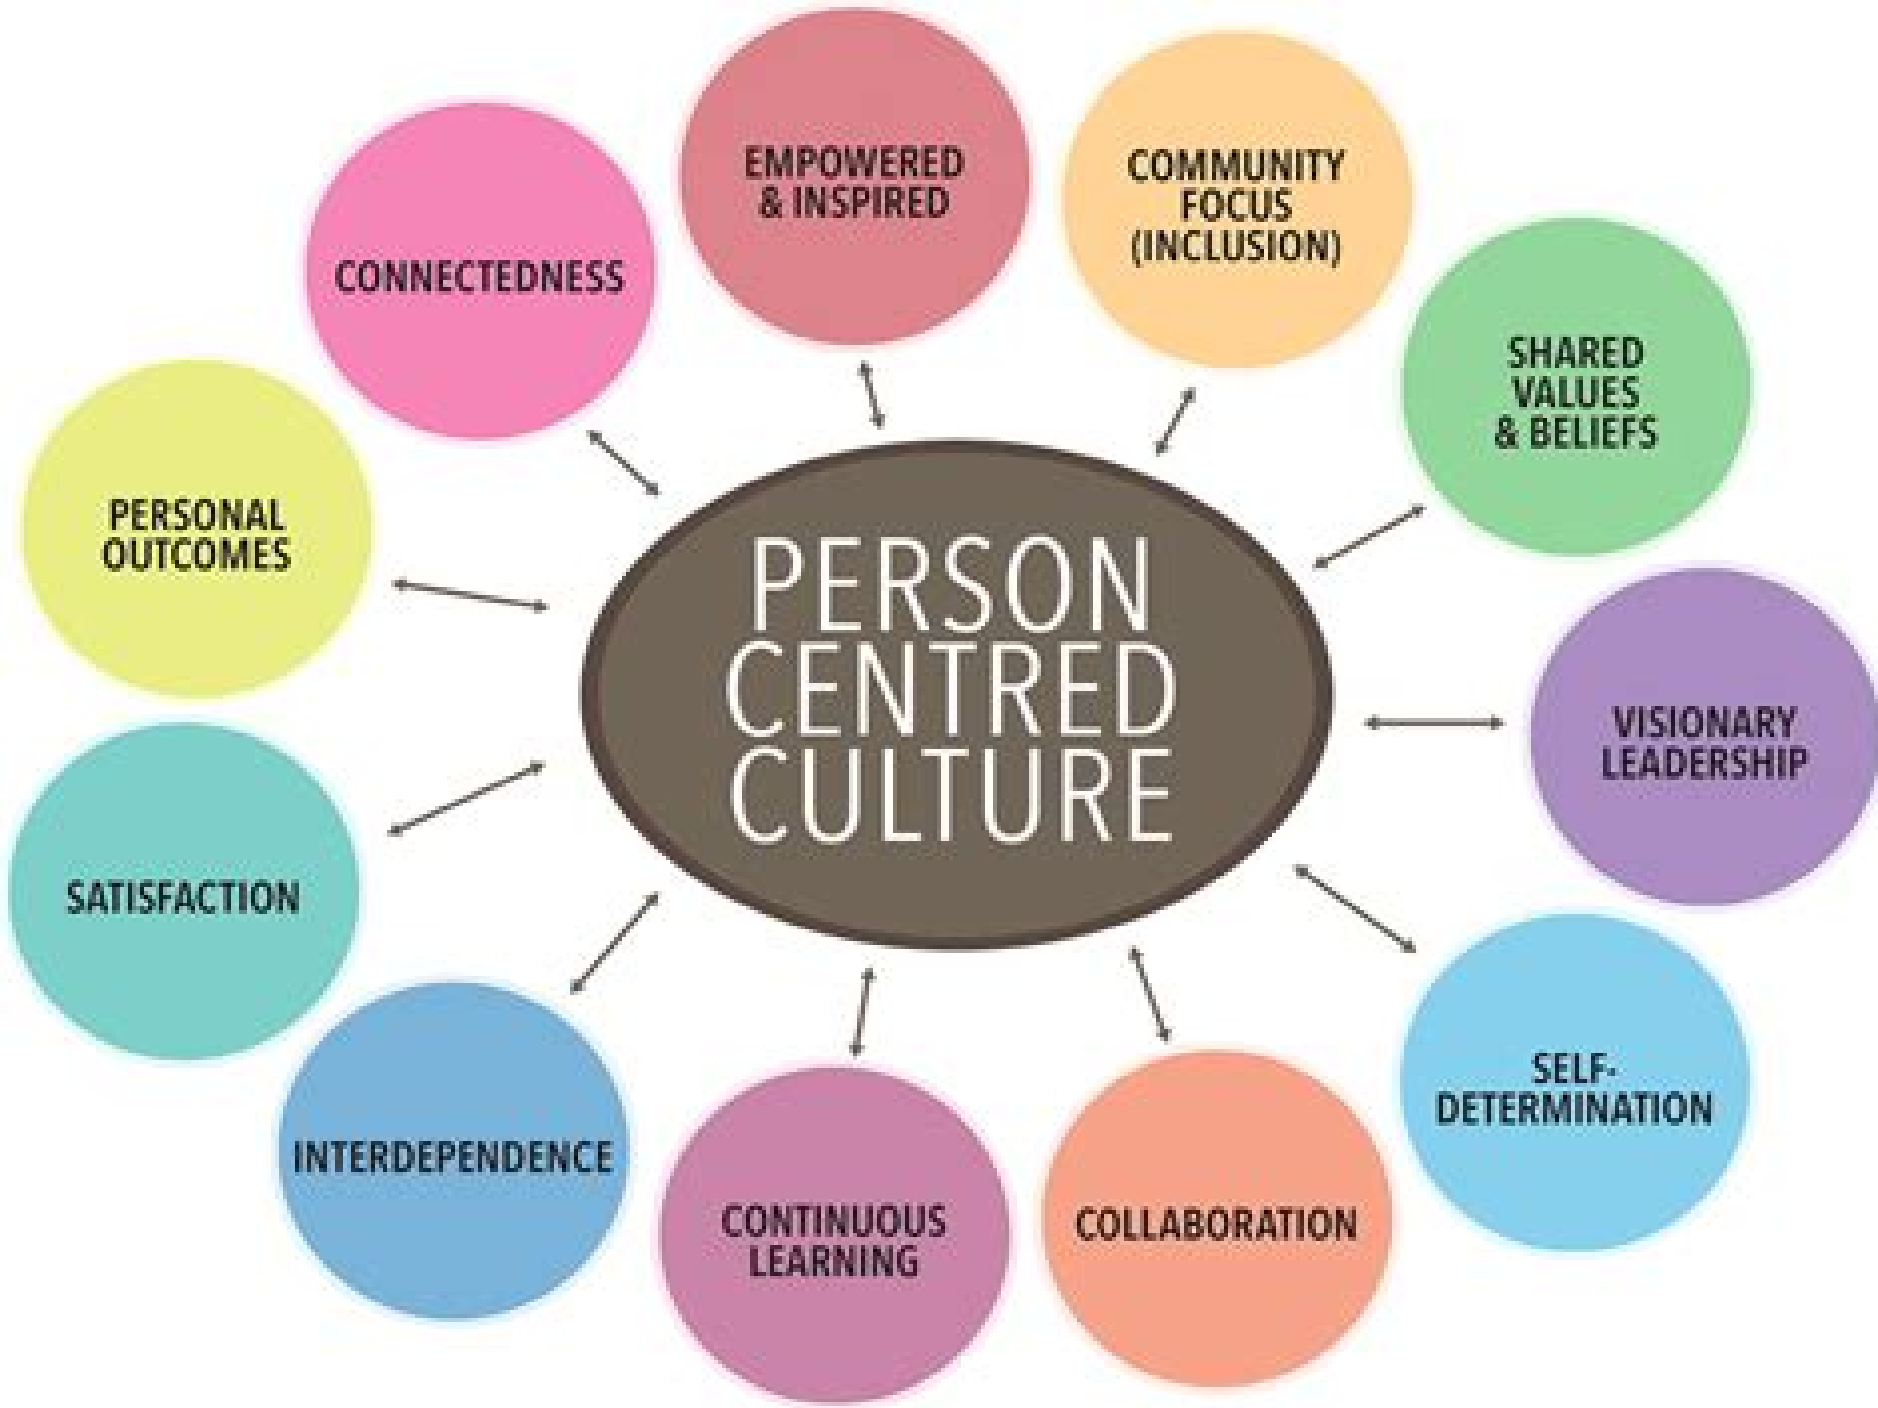 EMPOWERED
& INSPIRED
COMMUNITY
FOCUS
(INCLUSION)
SHARED
VALUES
& BELIEFS
VISIONARY
LEADERSHIP
SELF-
DETERMINATION
COLLABORATION
CONTINUOUS
LEARNING
INTERDEPENDENCE
SATISFACTION
PERSONAL
OUTCOMES
CONNECTEDNESS
PERSON
CENTRED
CULTURE